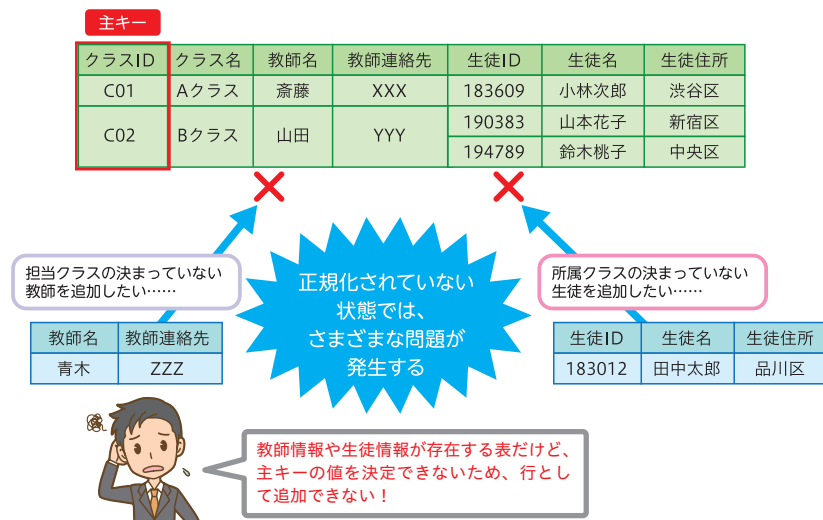 主キー
クラスID クラス名 教師名 教師連絡先 生徒ID 生徒名 生徒住所
C01 Aクラス 斎藤 XXX 183609 小林次郎 渋谷区
C02 Bクラス 山田 YYY 190383 山本花子 新宿区
194789 鈴木桃子 中央区
担当クラスの決まっていない
教師を追加したい……
正規化されていない
状態では、
さまざまな問題が
発生する
所属クラスの決まっていない
生徒を追加したい……
教師名 教師連絡先
青木 ZZZ
生徒ID 生徒名 生徒住所
183012 田中太郎 品川区
教師情報や生徒情報が存在する表だけど、
主キーの値を決定できないため、行とし
て追加できない！